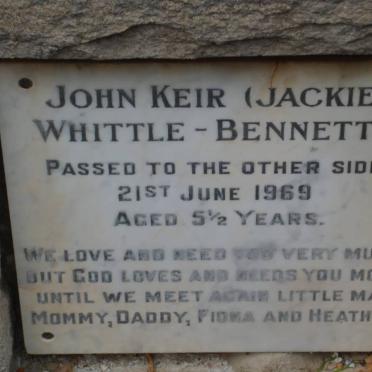 JOHN KEIR (JACKIE
WHITTLE - BENNETT
PASSED TO THE OTHER SIDE
21ST JUNE 1969
AGED 5½ YEARS.
WE LOVE AND NEED YOU VERY MU
BUT GOD LOVES AND NEEDS YOU MO
UNTIL WE MEET AGAIN LITTLE MA
MOMMY, DADDY, FIONA AND HEATH